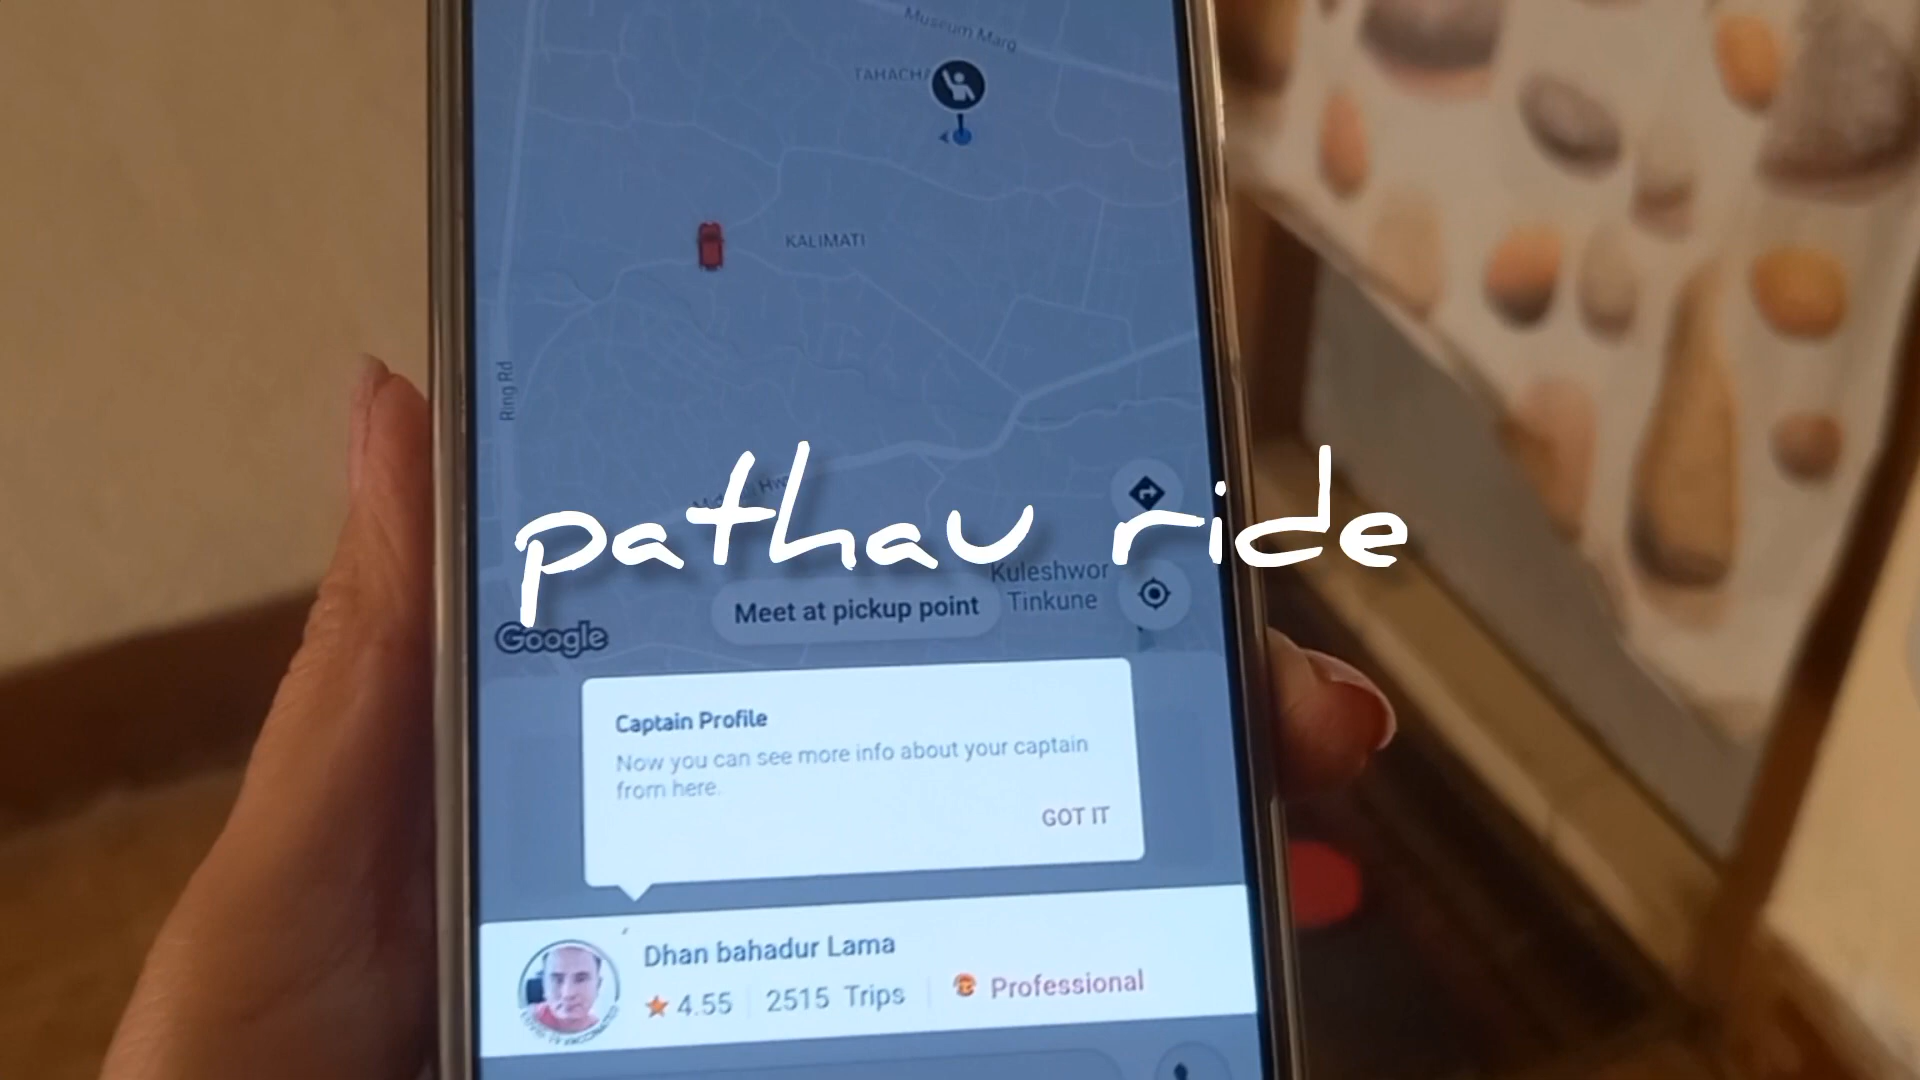 Museum Marg
TAHACHA
KALIMATI
Ring Rd
pathau ride
Kuleshwor
Tinkune
Meet at pickup point
Google
Captain Profile
Now you can see more info about your captain
from here.
GOT IT
Dhan bahadur Lama
4.55 2515 Trips Professional